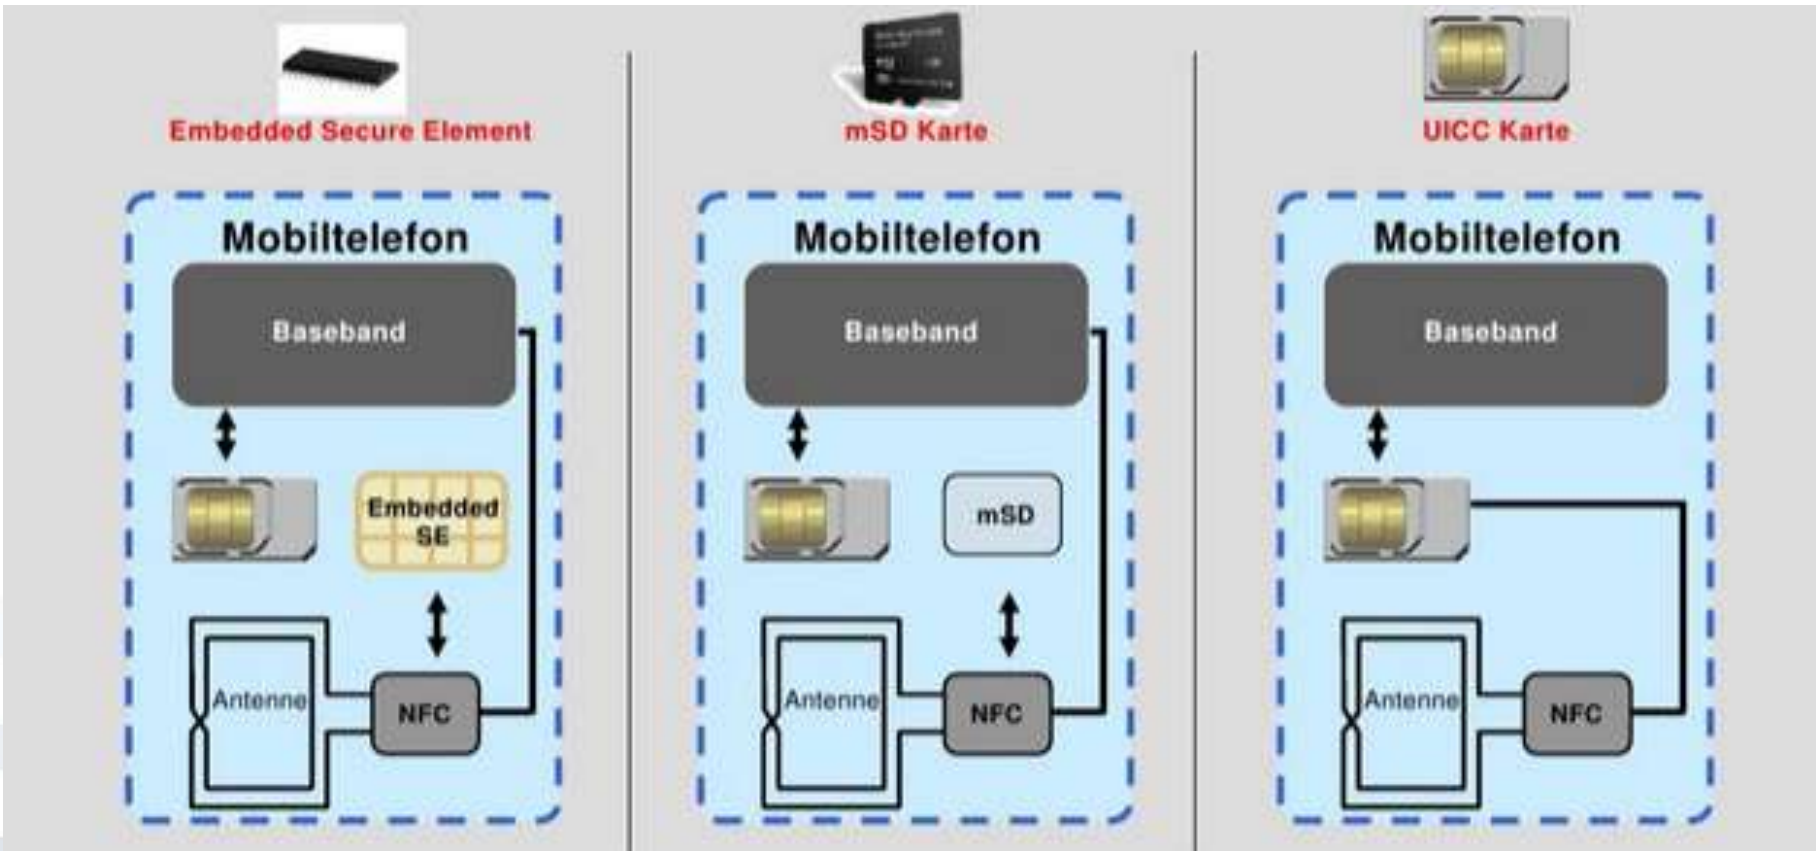 Embedded Secure Element
Mobiltelefon
Baseband
Embedded
SE
Antenne
NFC
mSD Karte
Mobiltelefon
Baseband
mSD
Antenne
NFC
UICC Karte
Mobiltelefon
Baseband
Antenne
NFC